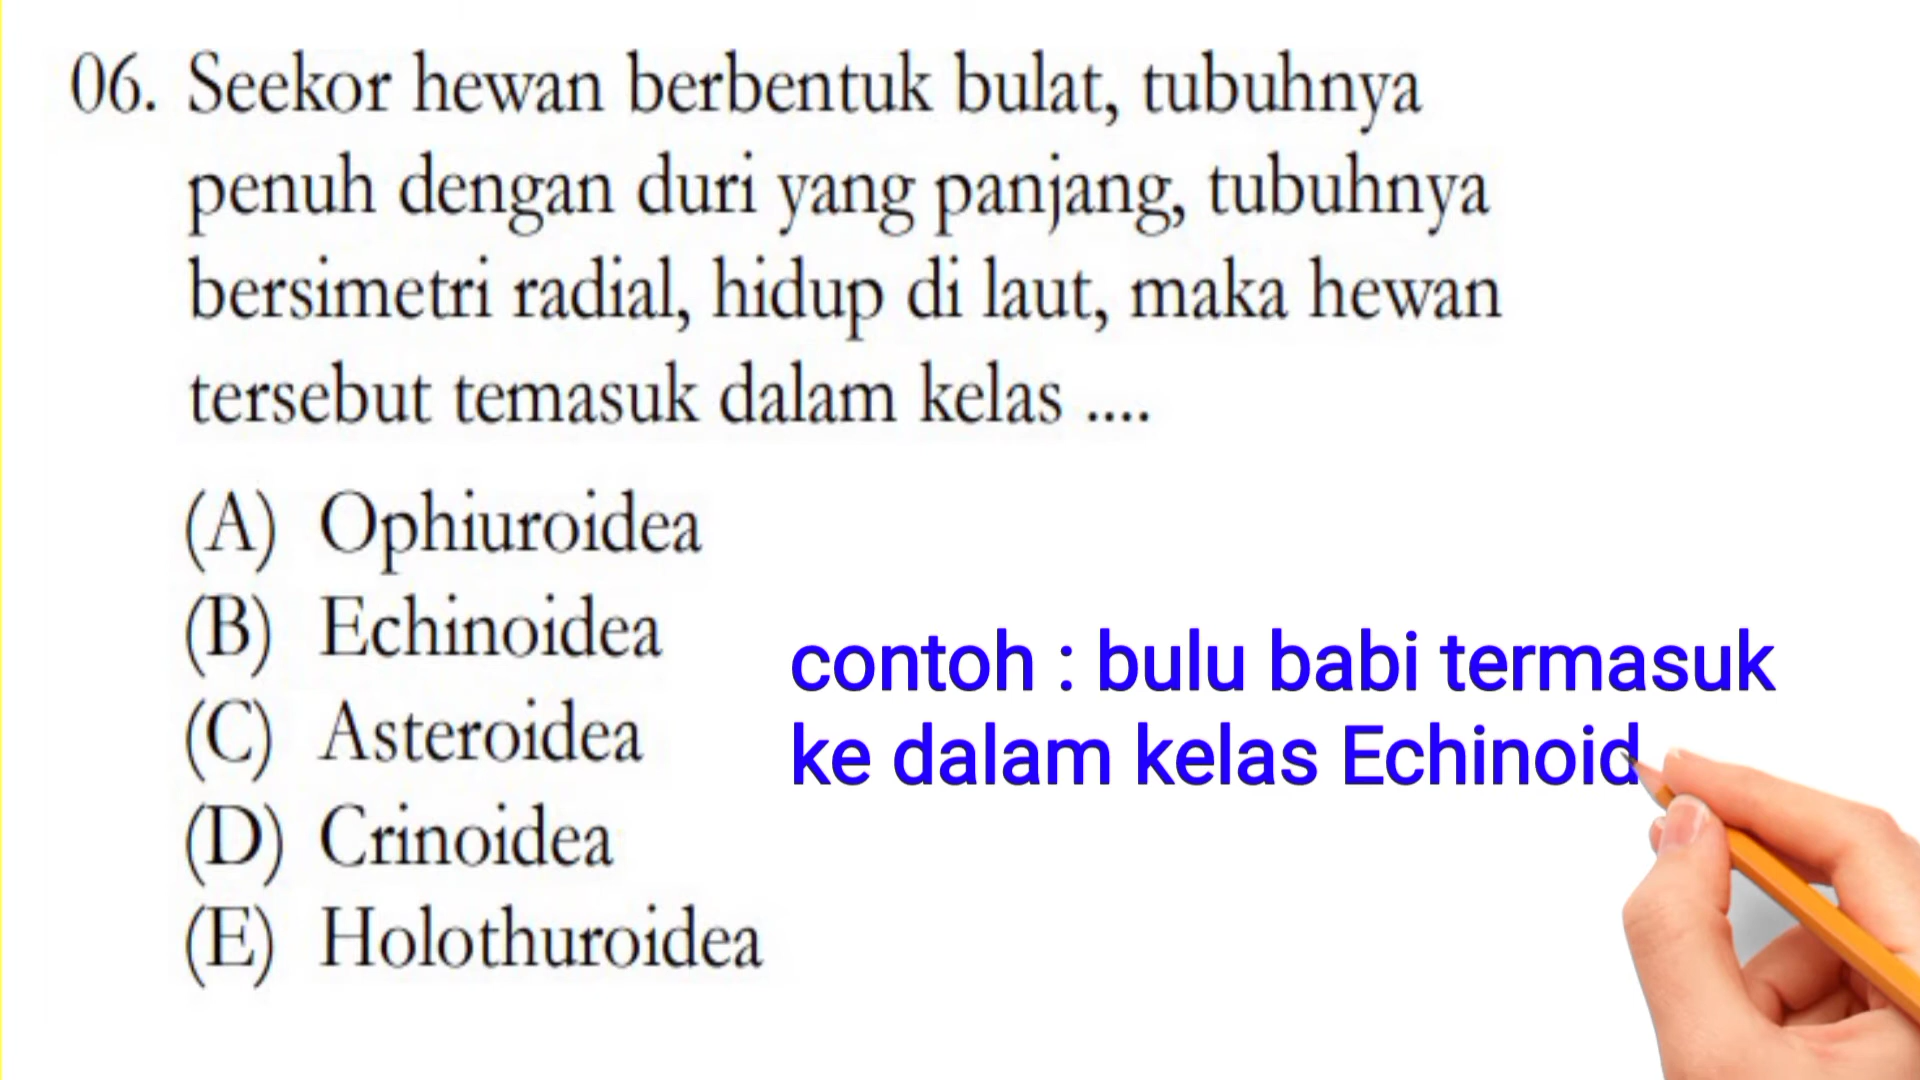 06. Seekor hewan berbentuk bulat, tubuhnya
penuh dengan duri yang panjang, tubuhnya
bersimetri radial, hidup di laut, maka hewan
tersebut temasuk dalam kelas ....
(A) Ophiuroidea
(B) Echinoidea
(C) Asteroidea
(D) Crinoidea
(E) Holothuroidea
contoh : bulu babi termasuk
ke dalam kelas Echinoid